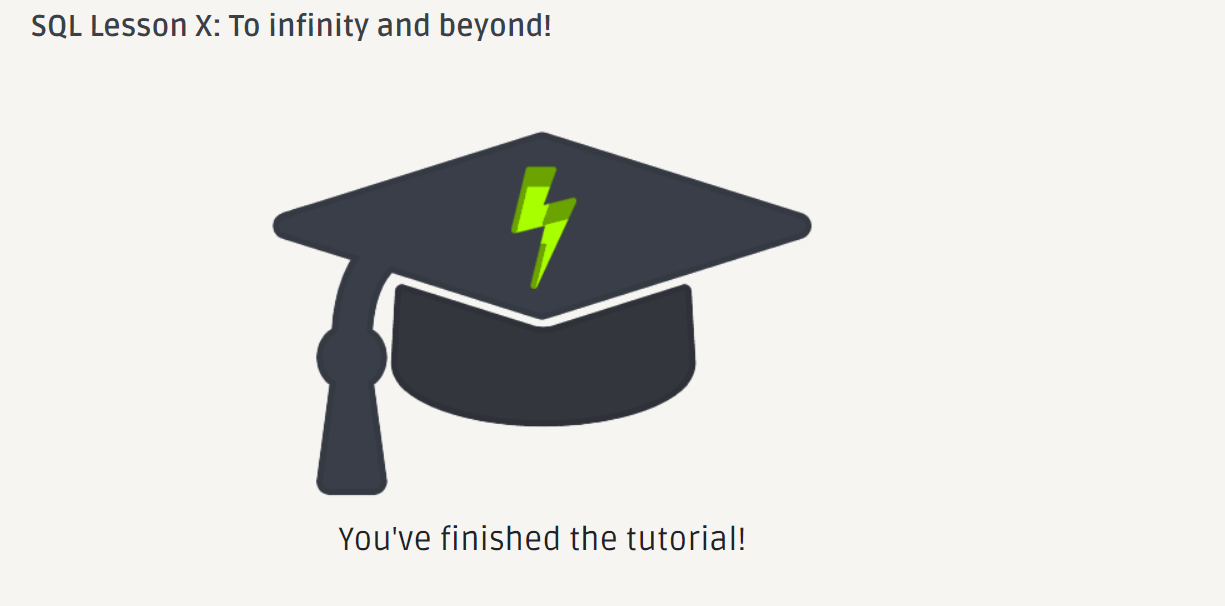 SQL Lesson X: To infinity and beyond!
You've finished the tutorial!